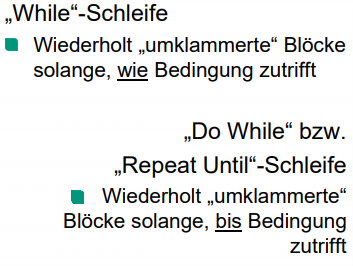 „While“-Schleife
Wiederholt „umklammerte“ Blöcke
solange, wie Bedingung zutrifft
„Do While“ bzw.
„Repeat Until“-Schleife
Wiederholt „umklammerte“
Blöcke solange, bis Bedingung
zutrifft